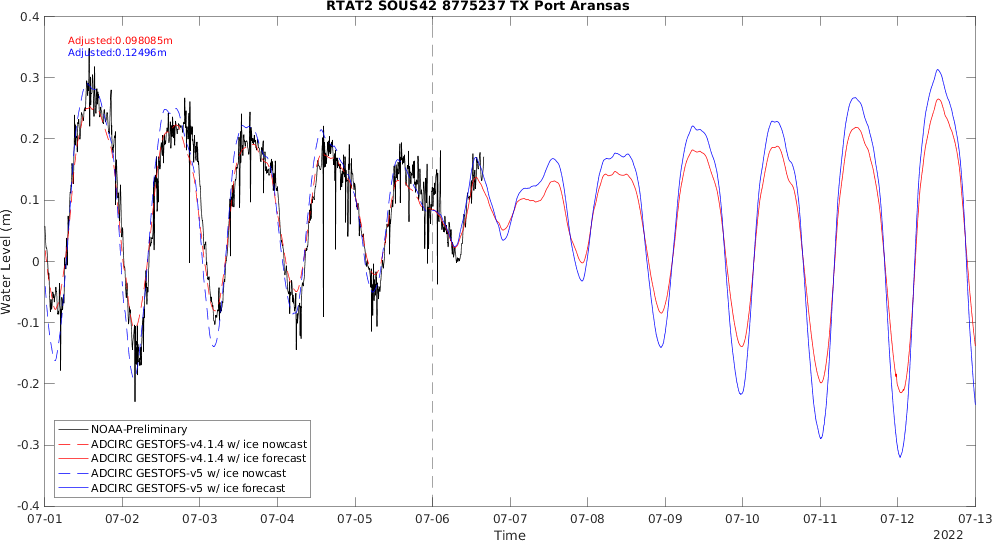 RTAT2 SOUS42 8775237 TX Port Aransas
Adjusted:0.098085m
Adjusted:0.12496m
Water Level (m)
0.4
0.3
0.2
0.1
0
-0.1
-0.2
-0.3
-0.4
NOAA-Preliminary
ADCIRC GESTOFS-v4.1.4 w/ ice nowcast
ADCIRC GESTOFS-v4.1.4 w/ ice forecast
ADCIRC GESTOFS-v5 w/ ice nowcast
ADCIRC GESTOFS-v5 w/ ice forecast
07-01 07-02 07-03 07-04 07-05 07-06 07-07 07-08 07-09 07-10 07-11 07-12 07-13
Time
2022